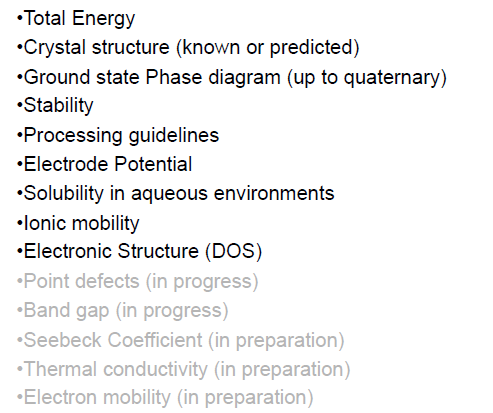 •Total Energy
•Crystal structure (known or predicted)
•Ground state Phase diagram (up to quaternary)
•Stability
•Processing guidelines
•Electrode Potential
•Solubility in aqueous environments
•Ionic mobility
•Electronic Structure (DOS)
•Point defects (in progress)
•Band gap (in progress)
•Seebeck Coefficient (in preparation)
•Thermal conductivity (in preparation)
•Electron mobility (in preparation)